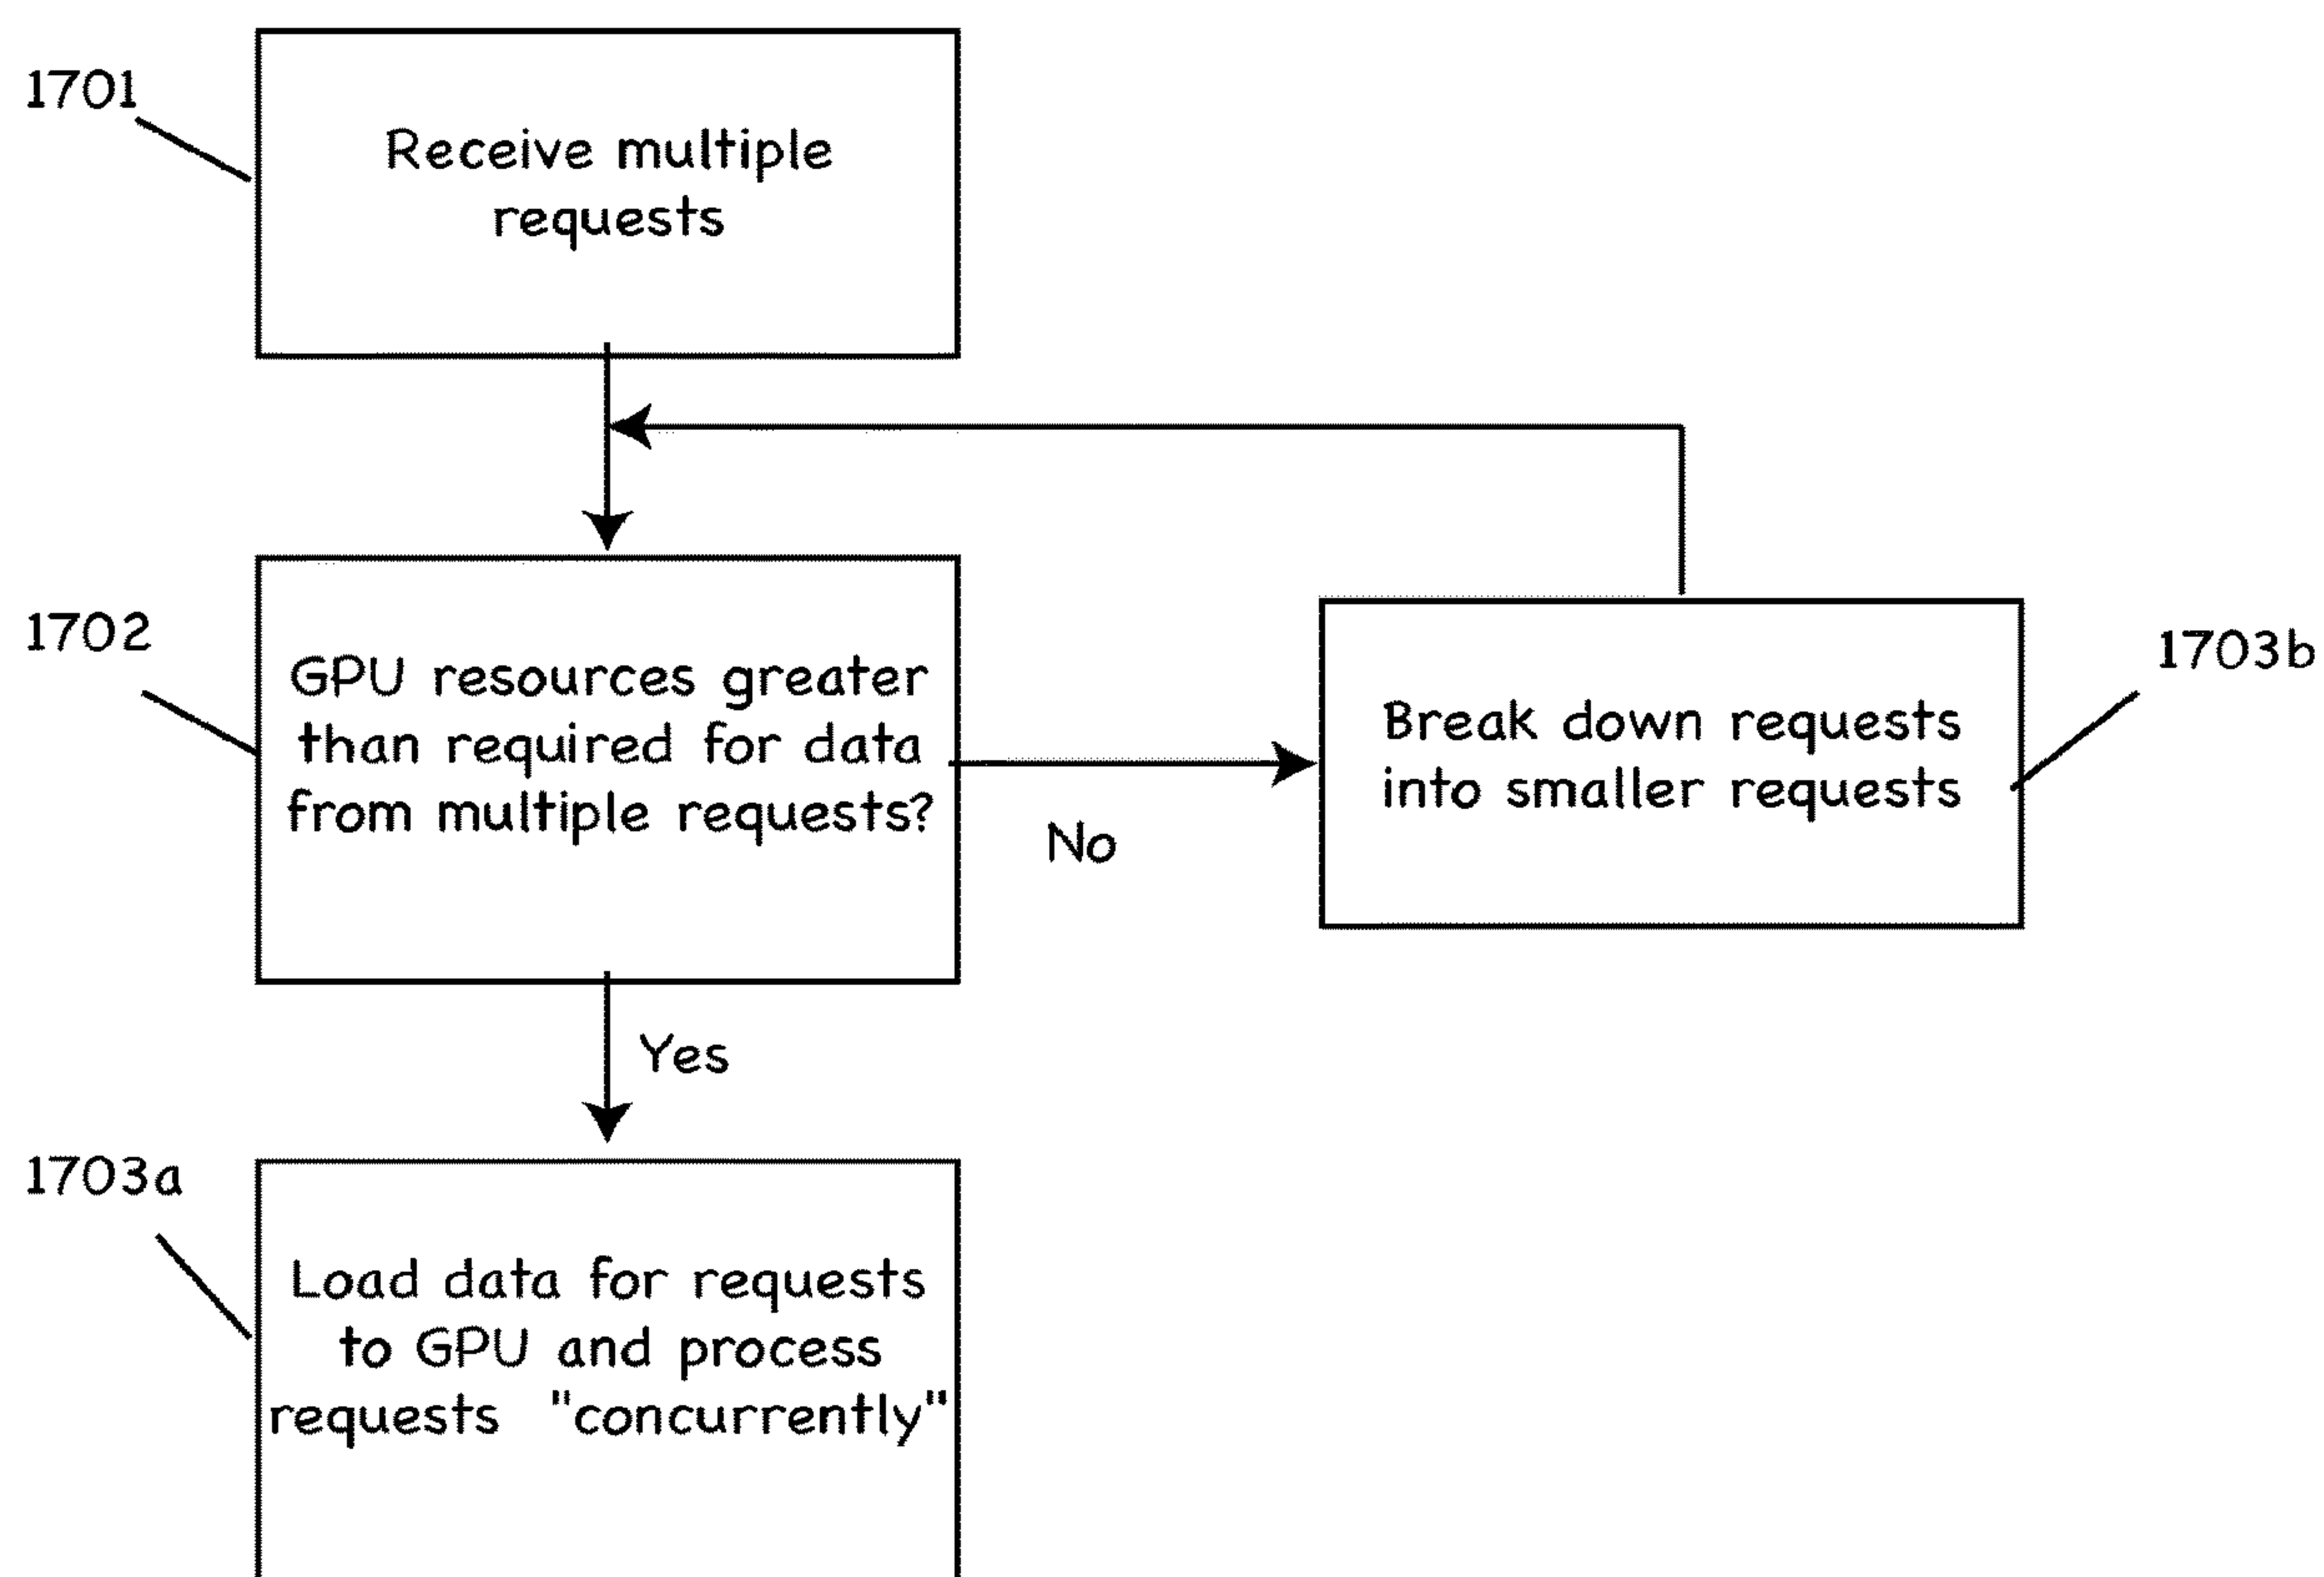 1701
Receive multiple
requests
1702
GPU resources greater
than required for data
from multiple requests?
No
Break down requests
into smaller requests
1703b
Yes
1703a
Load data for requests
to GPU and process
requests "concurrently"